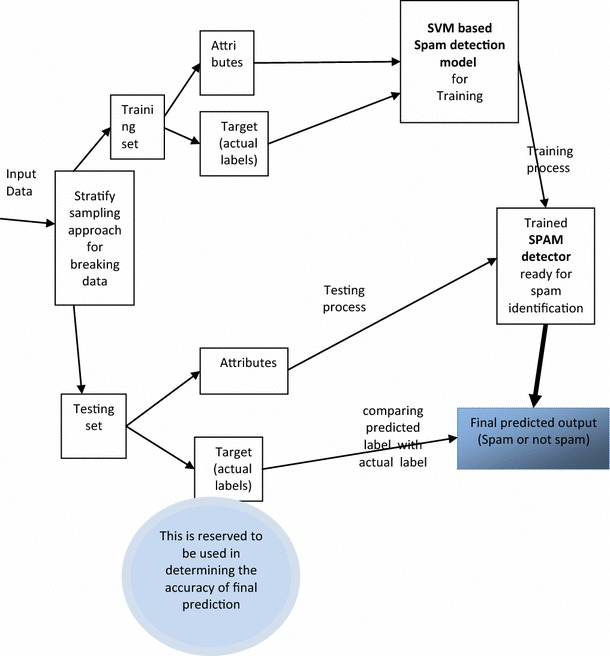 Input
Data
Stratify
sampling
approach
for
breaking
data
Traini
ng
set
Attri
butes
Target
(actual
labels)
SVM based
Spam detection
model
for
Training
Training
process
Trained
SPAM
detector
ready for
spam
identification
Testing
process
Testing
set
Attributes
Target
(actual
labels)
comparing
predicted
label with
actual label
Final predicted output
(Spam or not spam)
This is reserved to
be used in
determining the
accuracy of final
prediction